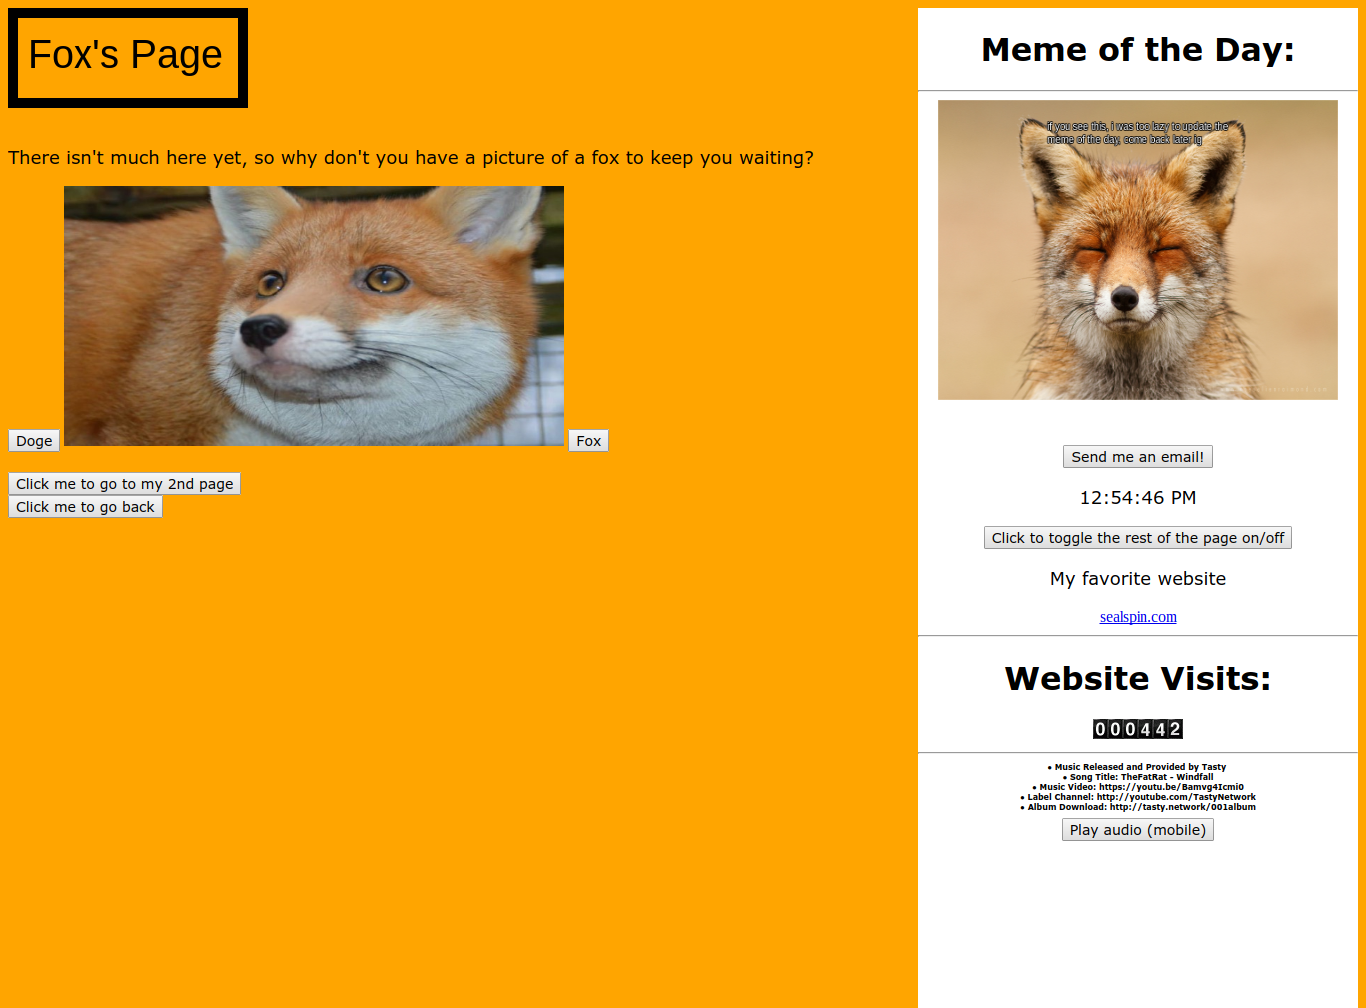 Fox's Page
There isn't much here yet, so why don't you have a picture of a fox to keep you waiting?
Doge
Fox
Click me to go to my 2nd page
Click me to go back
Meme of the Day:
if you see this, i was too lazy to update the
meme of the day, come back later ig
Send me an email!
12:54:46 PM
Click to toggle the rest of the page on/off
My favorite website
sealspin.com
Website Visits:
000442
• Music Released and Provided by Tasty
• Song Title: TheFatRat - Windfall
• Music Video: https://youtu.be/Bamvg4Icmi0
• Label Channel: http://youtube.com/TastyNetwork
• Album Download: http://tasty.network/001album
Play audio (mobile)